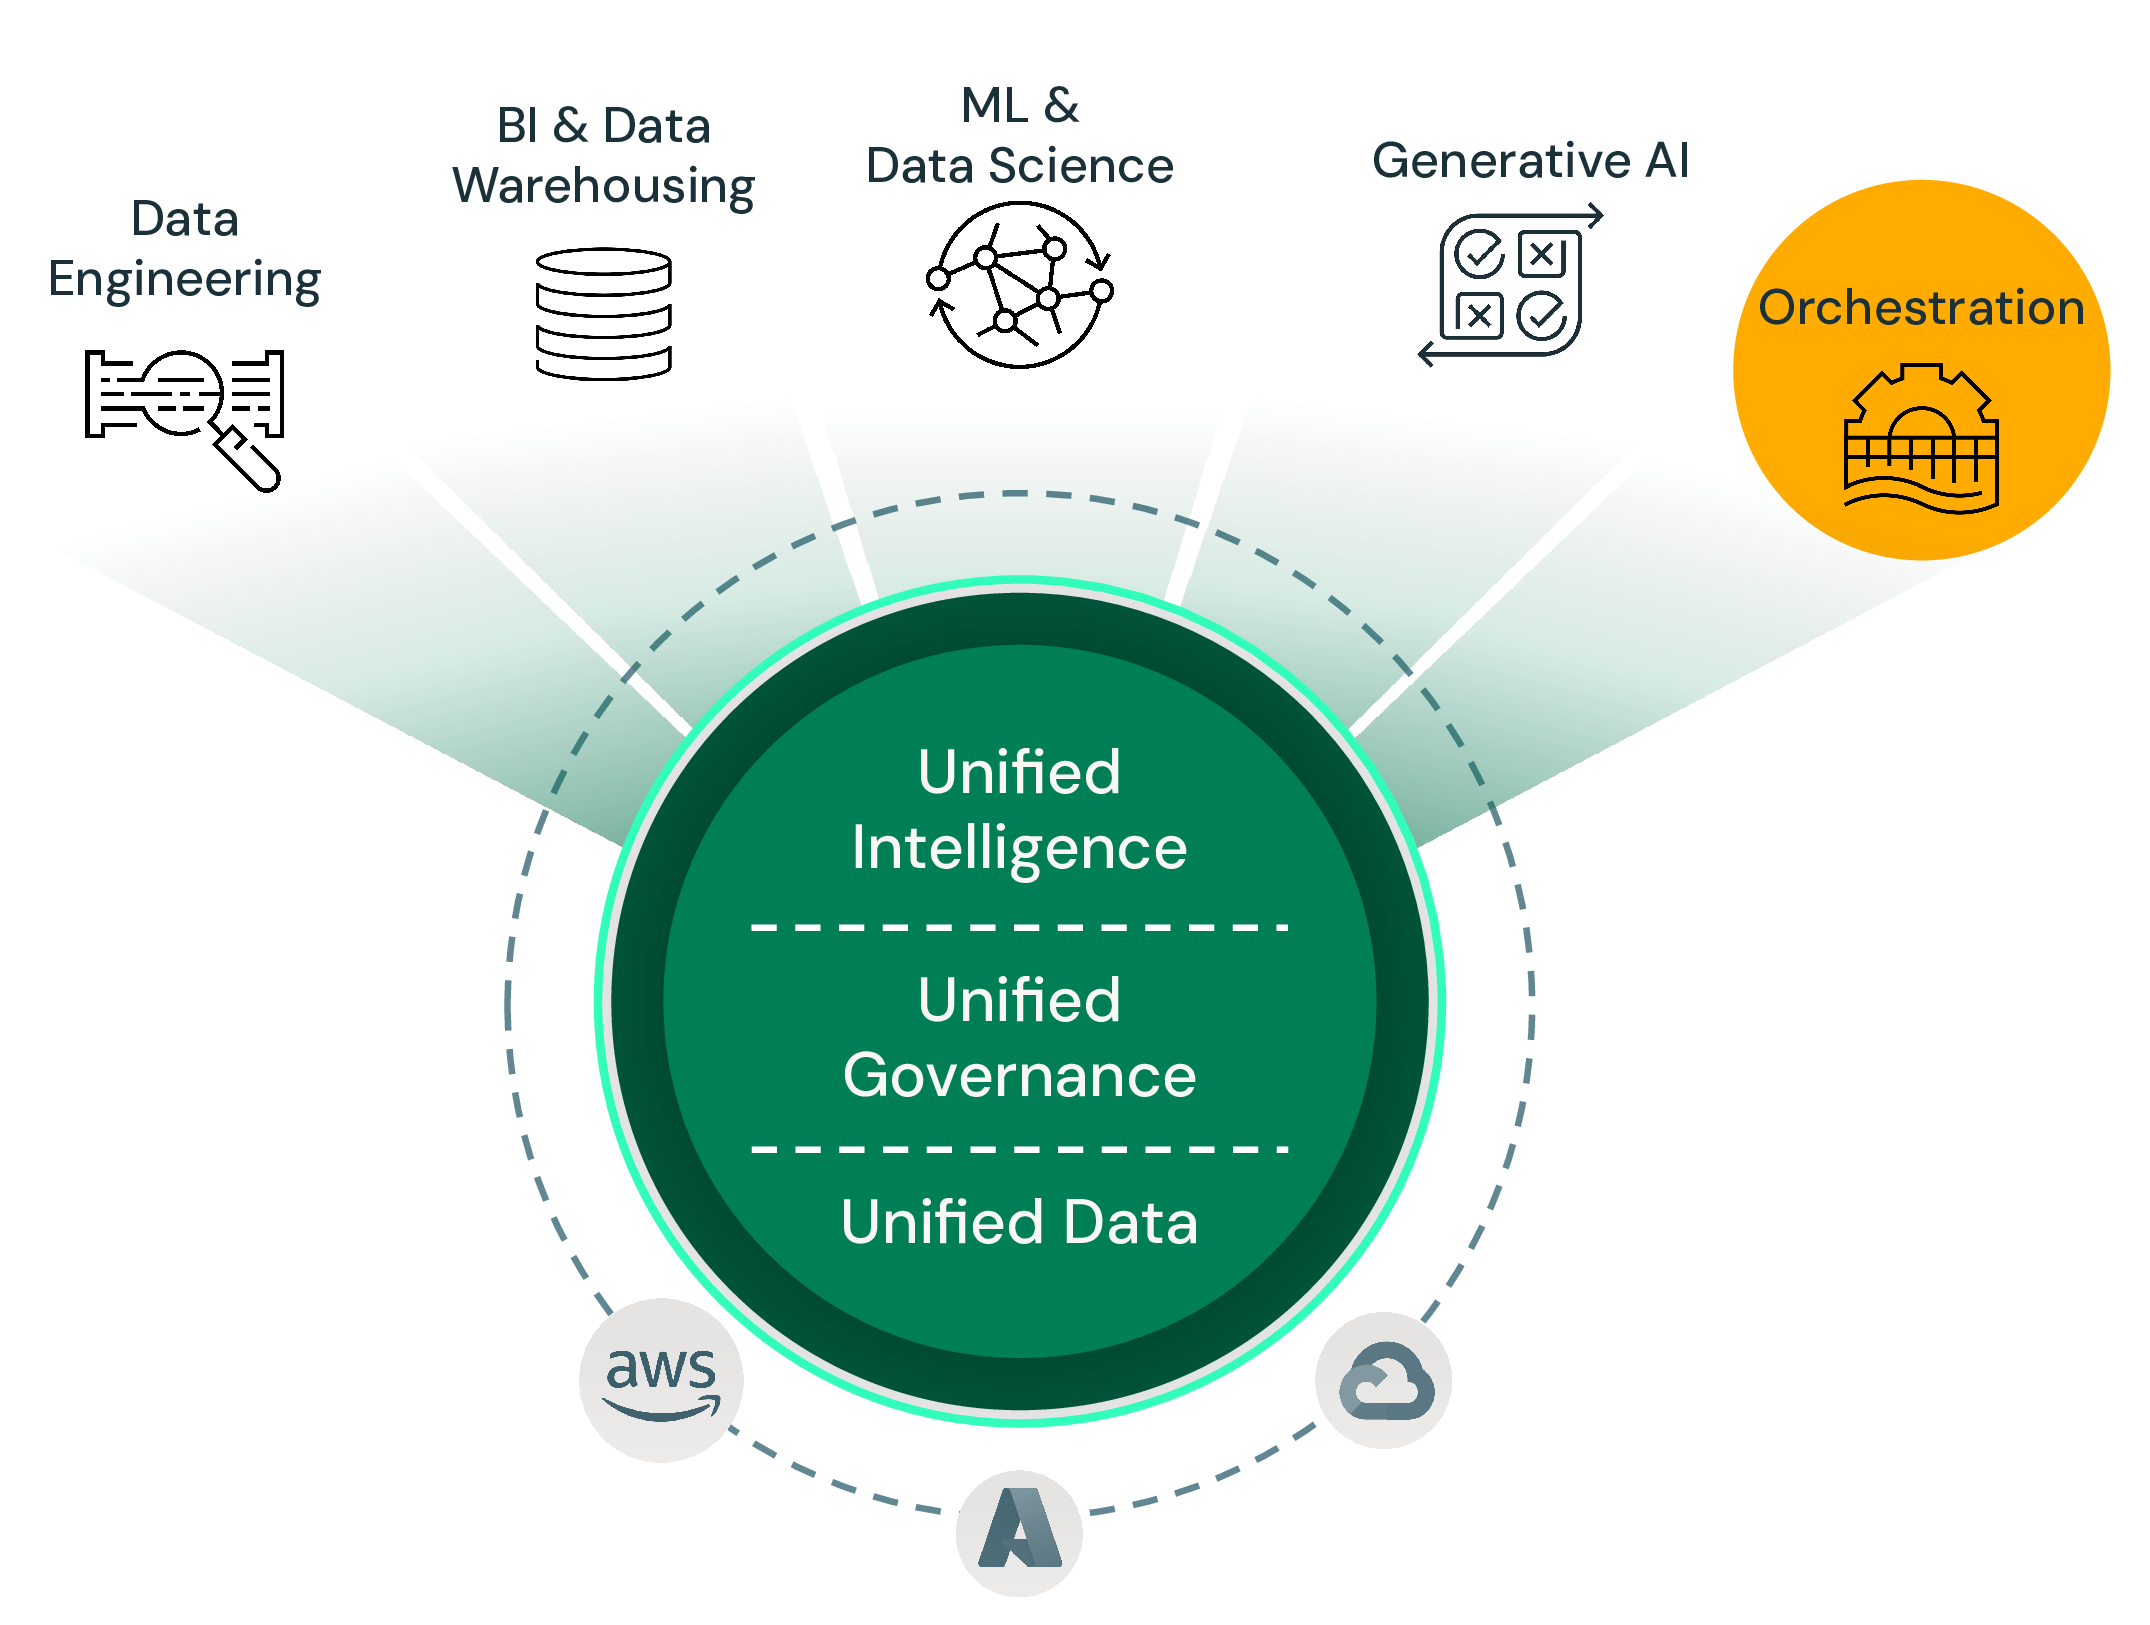 Data
Engineering
BI & Data
Warehousing
ML &
Data Science
Generative AI
Orchestration
Unified
Intelligence
Unified
Governance
Unified Data
aws